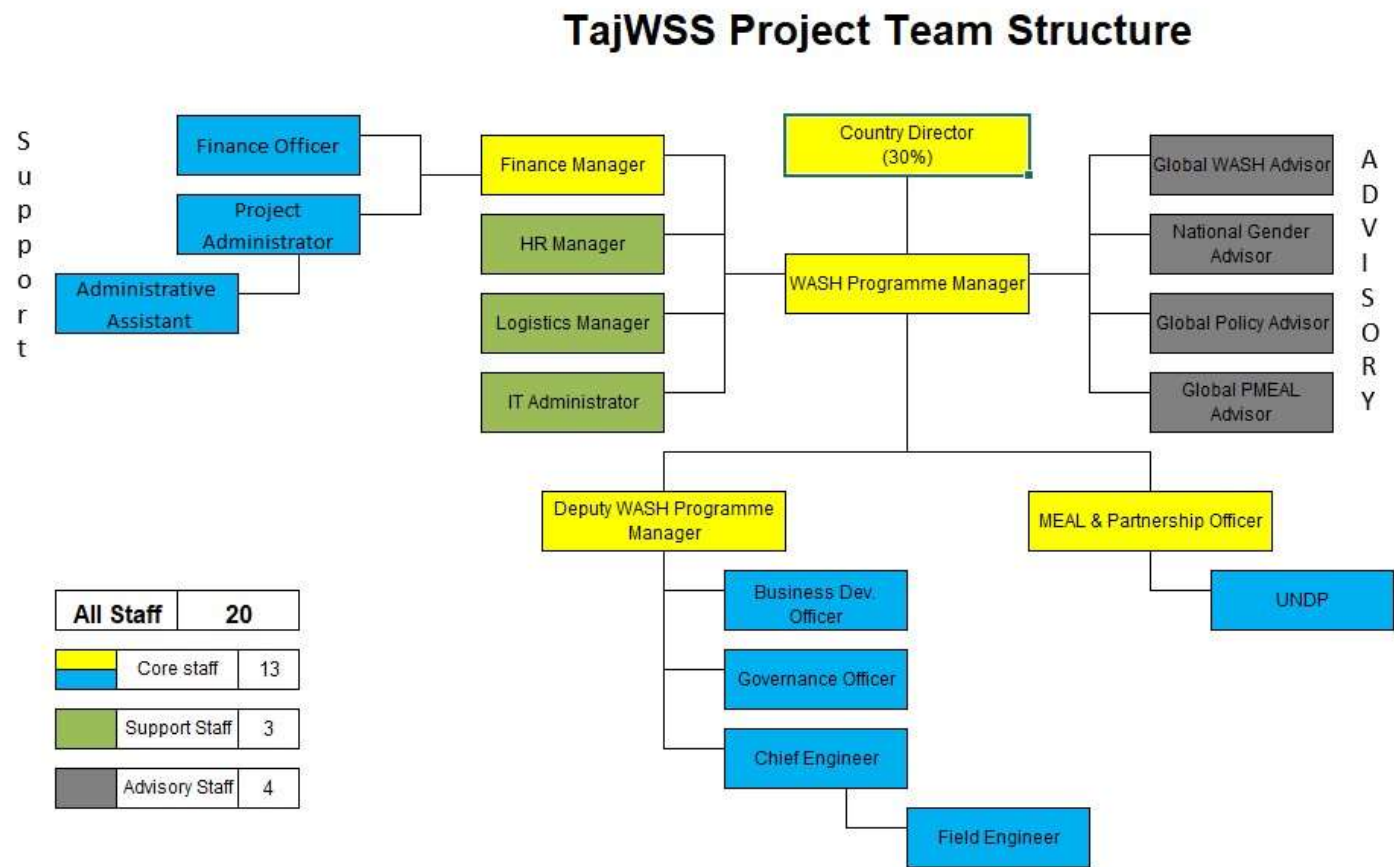 TajWSS Project Team Structure
Support
Finance Officer
Project
Administrator
Administrative
Assistant
Finance Manager
HR Manager
Logistics Manager
IT Administrator
Country Director
(30%)
WASH Programme Manager
Global WASH Advisor
National Gender
Advisor
Global Policy Advisor
Global PMEAL
Advisor
ADVISORY
Deputy WASH Programme
Manager
MEAL & Partnership Officer
Business Dev.
Officer
UNDP
Governance Officer
Chief Engineer
Field Engineer
All Staff 20
Core staff 13
Support Staff 3
Advisory Staff 4